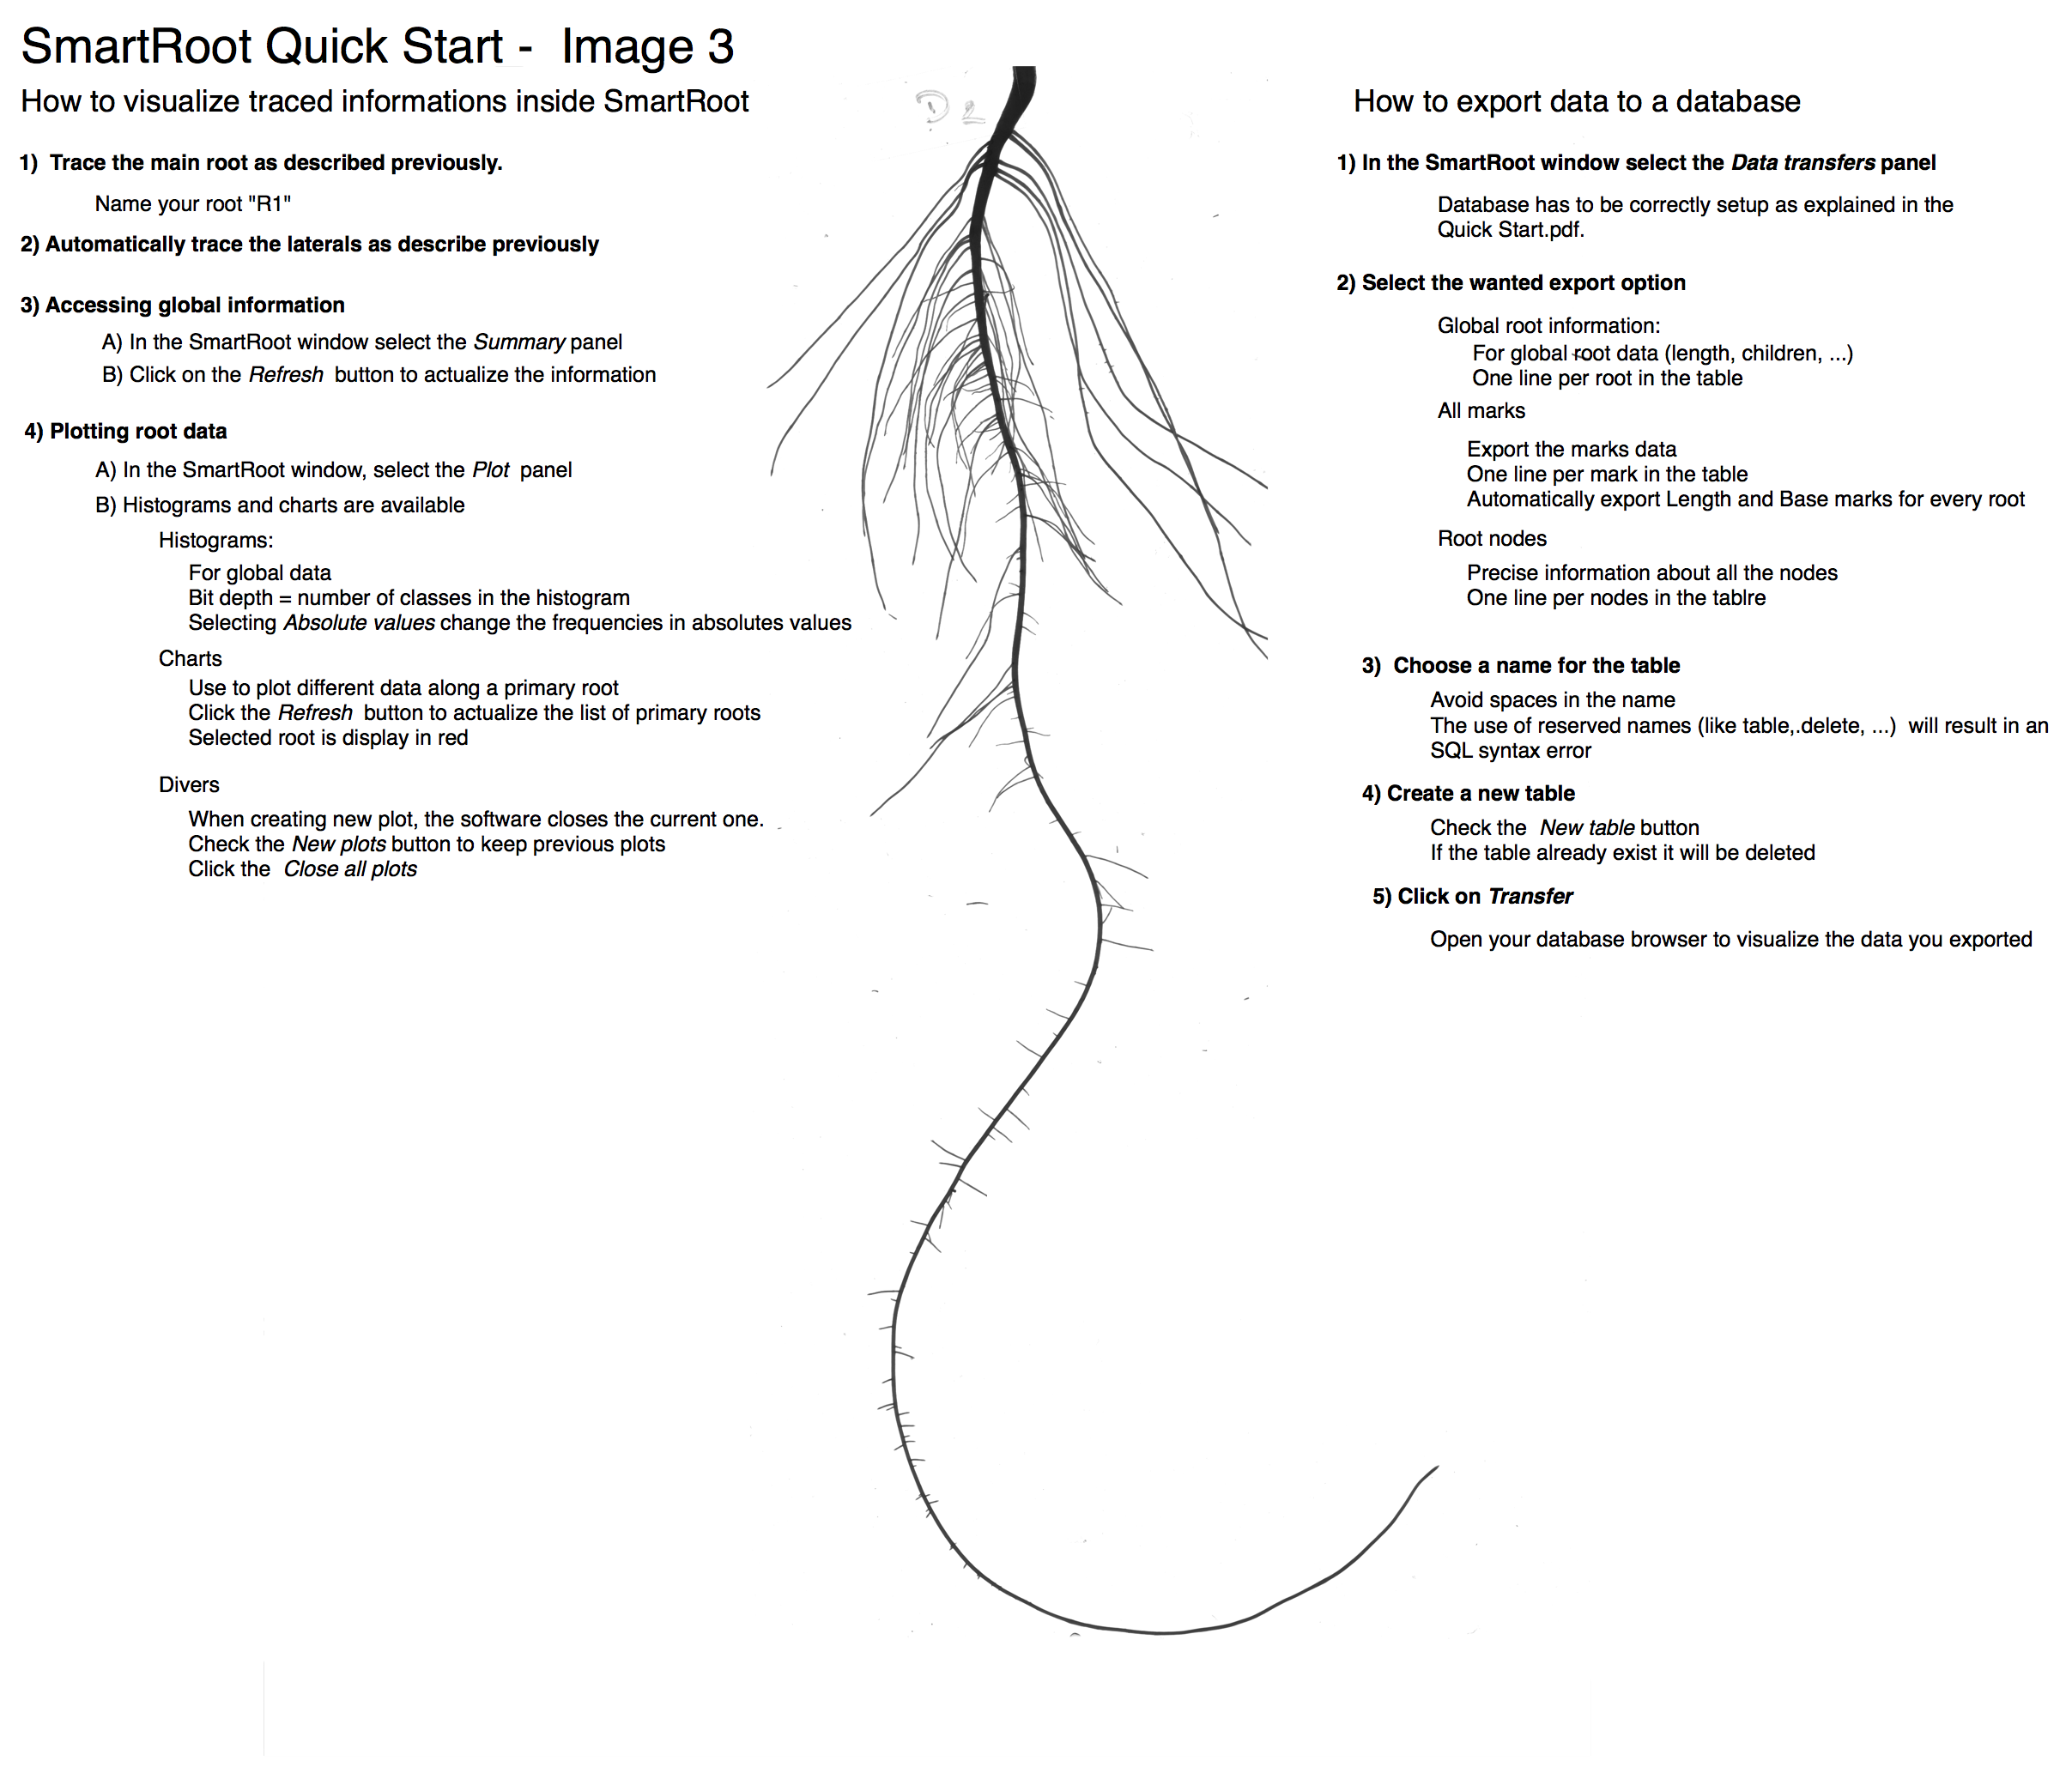 SmartRoot Quick Start -  Image 3
How to visualize traced informations inside SmartRoot
1)  Trace the main root as described previously.
Name your root "R1"
2) Automatically trace the laterals as describe previously
3) Accessing global information
A) In the SmartRoot window select the Summary panel
B) Click on the Refresh  button to actualize the information
4) Plotting root data
A) In the SmartRoot window, select the Plot  panel
B) Histograms and charts are available
Histograms:
For global data
Bit depth = number of classes in the histogram
Selecting Absolute values change the frequencies in absolutes values
Charts
Use to plot different data along a primary root
Click the Refresh  button to actualize the list of primary roots
Selected root is display in red
Divers
When creating new plot, the software closes the current one.
Check the New plots button to keep previous plots
Click the  Close all plots
D 2
How to export data to a database
1) In the SmartRoot window select the Data transfers panel
Database has to be correctly setup as explained in the
Quick Start.pdf.
2) Select the wanted export option
Global root information:
For global root data (length, children, ...)
One line per root in the table
All marks
Export the marks data
One line per mark in the table
Automatically export Length and Base marks for every root
Root nodes
Precise information about all the nodes
One line per nodes in the tablre
3)  Choose a name for the table
Avoid spaces in the name
The use of reserved names (like table,.delete, ...)  will result in an
SQL syntax error
4) Create a new table
Check the  New table button
If the table already exist it will be deleted
5) Click on Transfer
Open your database browser to visualize the data you exported